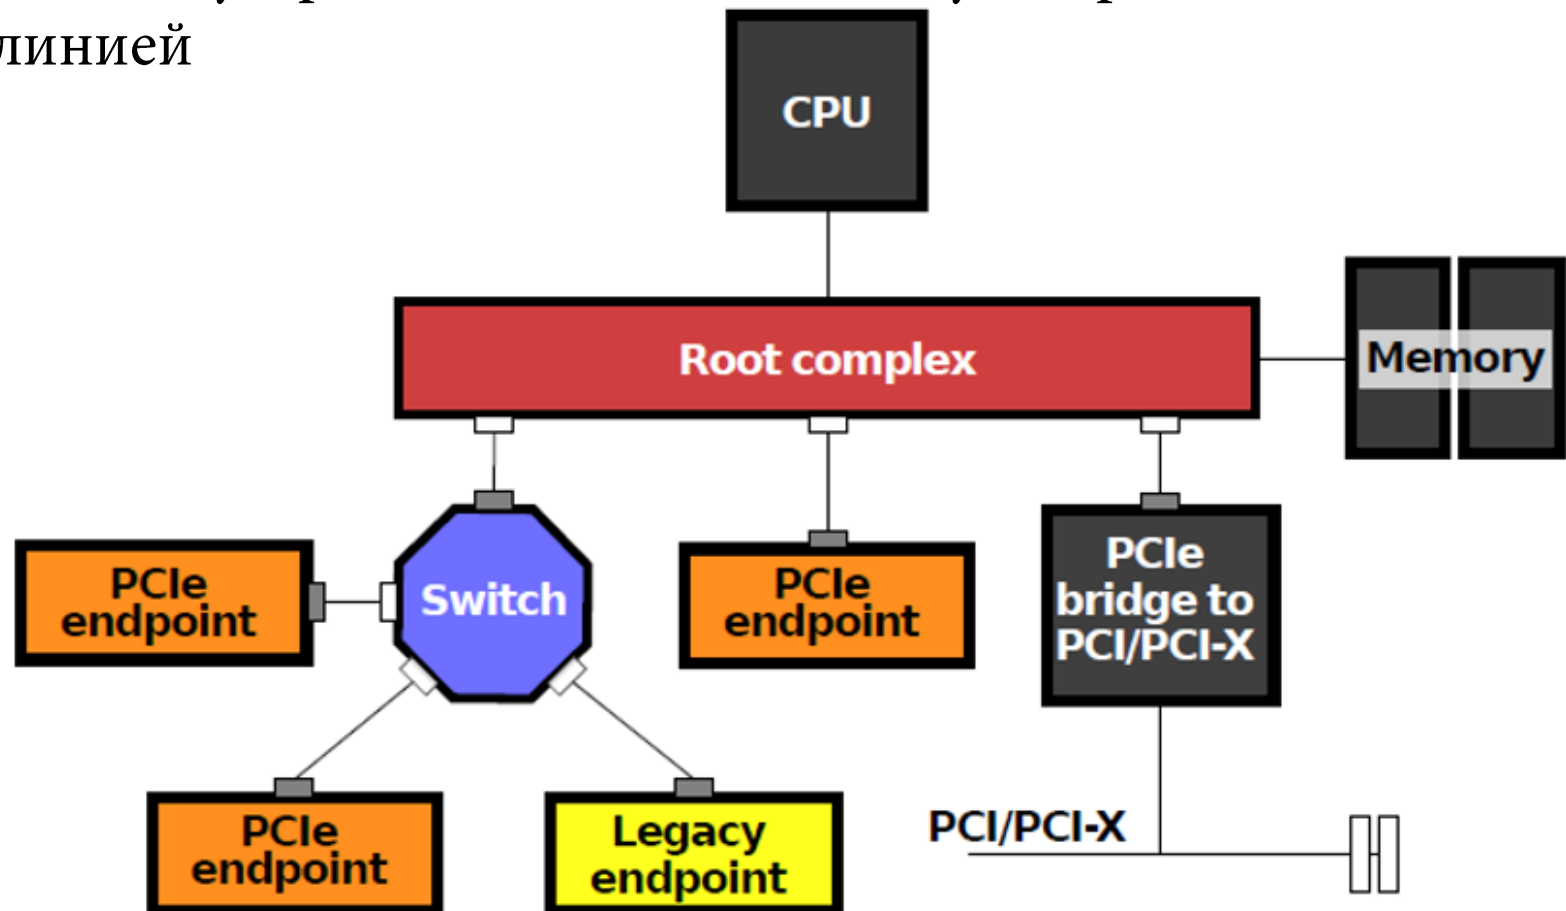 линией
CPU
Root complex
Memory
PCIe
endpoint
Switch
PCIe
endpoint
PCIe
bridge to
PCI/PCI-X
PCIe
endpoint
Legacy
endpoint
PCI/PCI-X